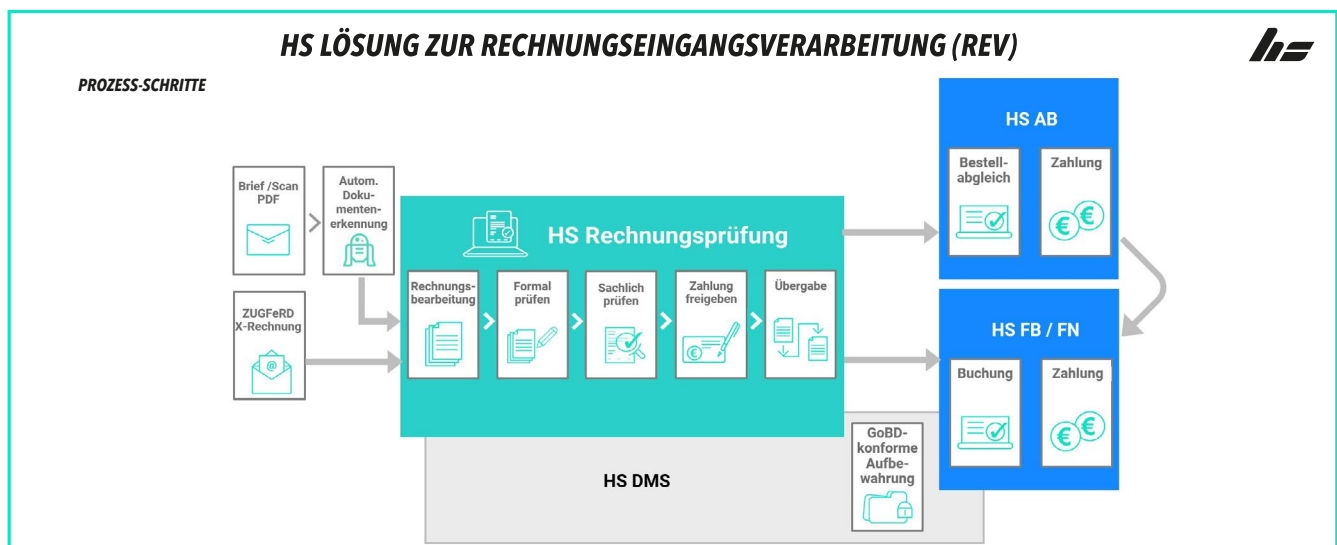 HS LÖSUNG ZUR RECHNUNGSEINGANGSVERARBEITUNG (REV)
hs
PROZESS-SCHRITTE
Brief /Scan
PDF
Autom.
Doku-
menten-
erkennung
ZUGFeRD
X-Rechnung
@
HS Rechnungsprüfung
Rechnungs-
bearbeitung
Formal
prüfen
Sachlich
prüfen
Zahlung
freigeben
€
Übergabe
HS AB
Bestell-
abgleich
Zahlung
€ €
HS FB / FN
Buchung
Zahlung
€ €
HS DMS
GoBD-
konforme
Aufbe-
wahrung